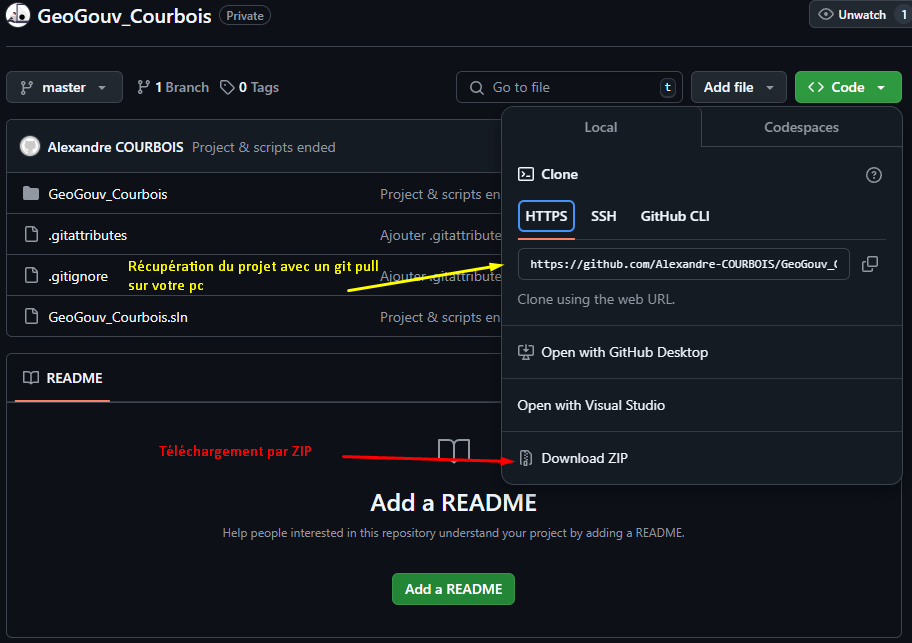 GeoGouv_Courbois Private Unwatch 1
master 1 Branch 0 Tags Go to file t Add file Code
Local Codespaces
Alexandre COURBOIS Project & scripts ended
Clone
GeoGouv_Courbois Project & scripts en
HTTPS SSH GitHub CLI
.gitattributes Ajouter .gitattribute
https://github.com/Alexandre-COURBOIS/GeoGouv_C
.gitignore Ajouter .gitattribute
Récupération du projet avec un git pull
sur votre pc
Clone using the web URL.
GeoGouv_Courbois.sln Project & scripts en
Open with GitHub Desktop
README
Open with Visual Studio
Téléchargement par ZIP
Download ZIP
Add a README
Help people interested in this repository understand your project by adding a README.
Add a README